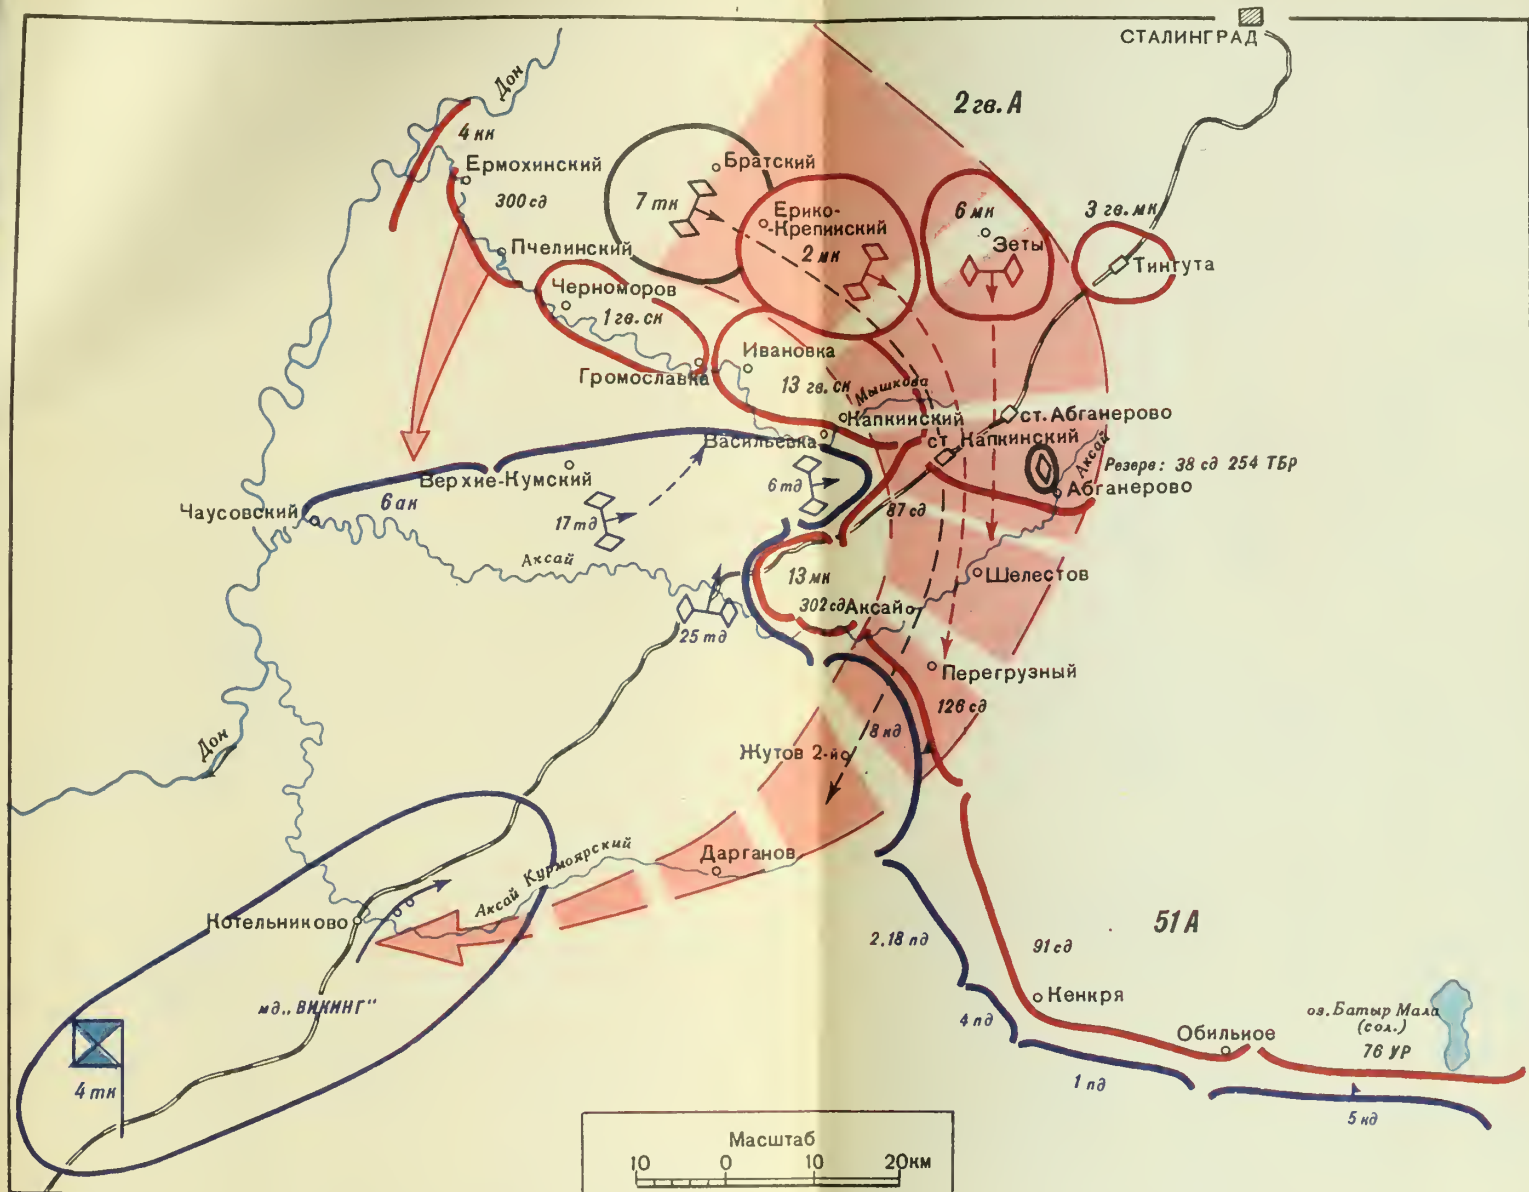 СТАЛИНГРАД
Дон
2 гв. А
4 кк
Ермохинский
300 сд
Братский
7 тк
Ерико-
-Крепинский
2 мк
6 мк
Зеты
3 гв. мк
Тингута
Пчелинский
Черноморов
1 гв. ск
Громославка
Ивановка
13 гв. ск
Мышкова
Капкинский
ст. Абганерово
ст. Капкинский
Васильевка
Аксай
Резерв: 38 сд 254 ТБр
Абганерово
Верхие-Кумский
6 ак
6 тд
Чаусовский
17 тд
87 сд
Аксай
13 мк
Шелестов
302 сд
Аксай
25 тд
Перегрузный
126 сд
Дон
8 кд
Жутов 2-й
Дарганов
Аксай Курмоярский
Котельниково
2,18 пд
91 сд
51 А
мд „ВИКИНГ"
Кенкря
4 пд
оз. Батыр Мала
(сол.)
Обильное
76 УР
4 тк
1 пд
5 кд
Масштаб
10 0 10 20км